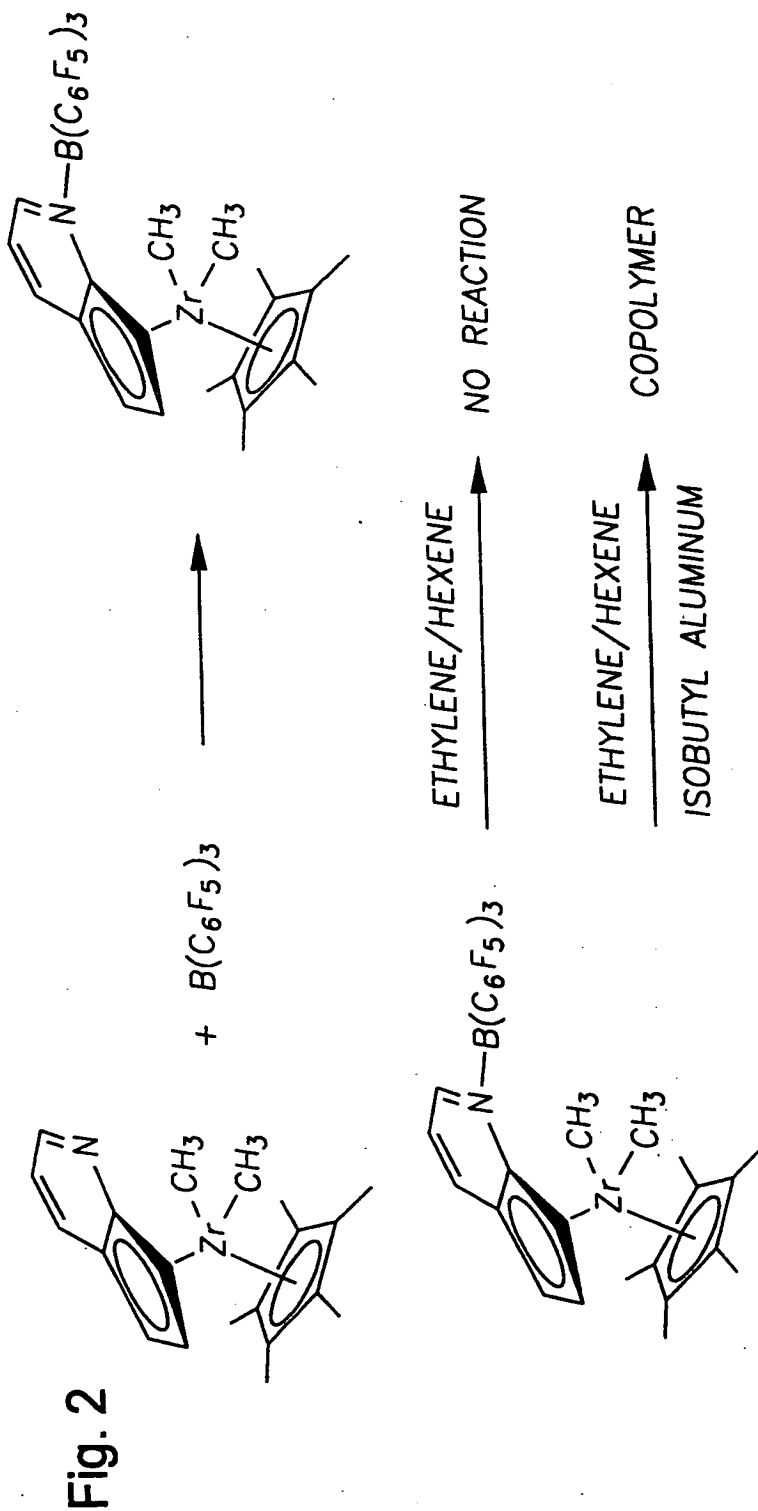 Fig. 2
N
Zr
CH3
CH3
+ B(C6F5)3
N—B(C6F5)3
Zr
CH3
CH3
N—B(C6F5)3
Zr
CH3
CH3
ETHYLENE/HEXENE
NO REACTION
ETHYLENE/HEXENE
ISOBUTYL ALUMINUM
COPOLYMER